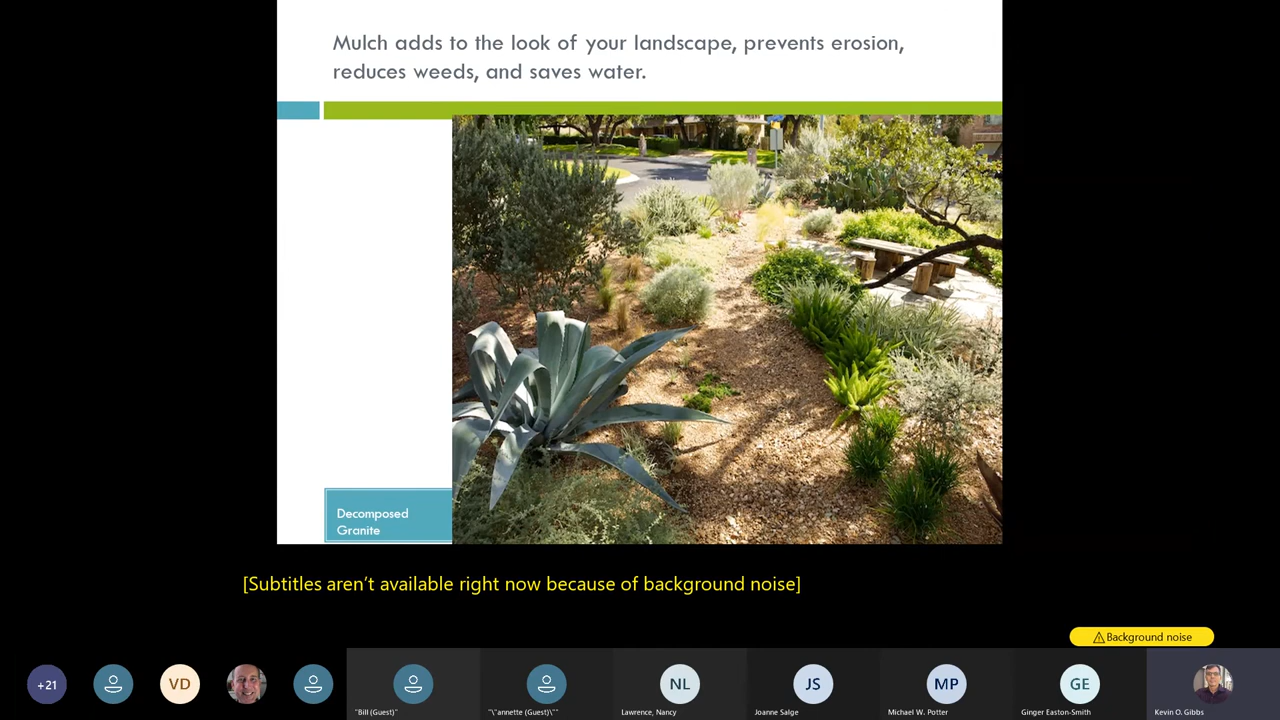 Mulch adds to the look of your landscape, prevents erosion,
reduces weeds, and saves water.
Decomposed
Granite
[Subtitles aren't available right now because of background noise]
Background noise
+21
VD
NL
JS
MP
GE
"Bill (Guest)"
"\"annette (Guest)\""
Lawrence, Nancy
Joanne Salge
Michael W. Potter
Ginger Easton-Smith
Kevin O. Gibbs